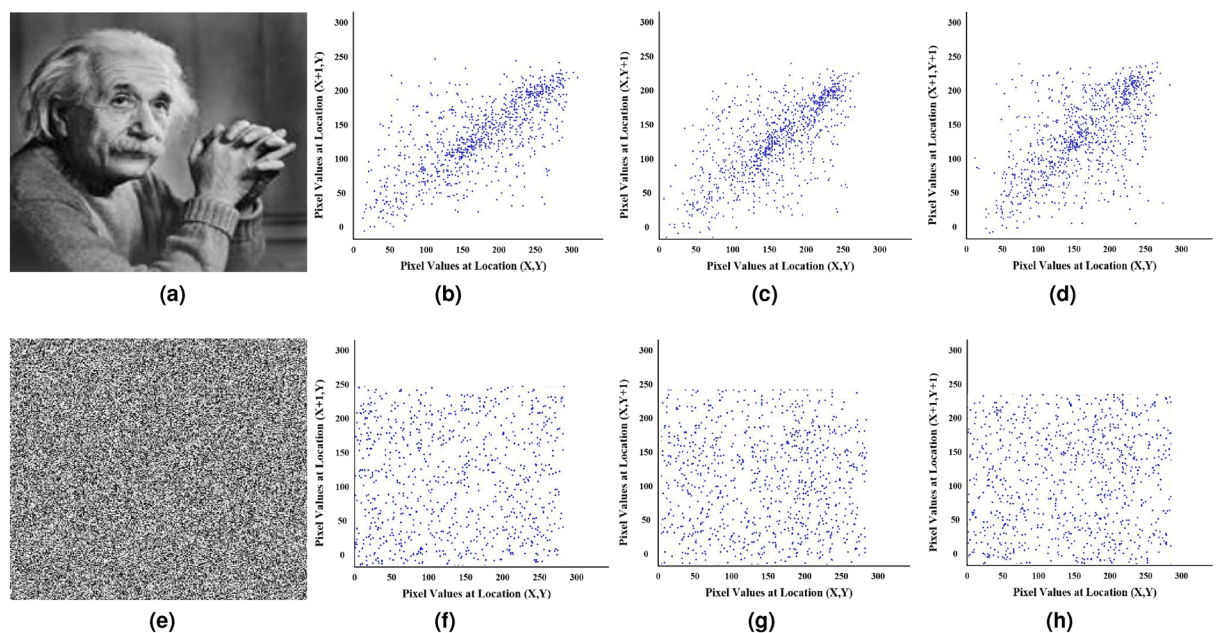 300
250
200
150
100
50
0
Pixel Values at Location (X+1,Y)
0 50 100 150 200 250 300
Pixel Values at Location (X,Y)
300
250
200
150
100
50
0
Pixel Values at Location (X,Y+1)
0 50 100 150 200 250 300
Pixel Values at Location (X,Y)
300
250
200
150
100
50
0
Pixel Values at Location (X+1,Y+1)
0 50 100 150 200 250 300
Pixel Values at Location (X,Y)
(a) (b) (c) (d)
300
250
200
150
100
50
0
Pixel Values at Location (X+1,Y)
0 50 100 150 200 250 300
Pixel Values at Location (X,Y)
300
250
200
150
100
50
0
Pixel Values at Location (X,Y+1)
0 50 100 150 200 250 300
Pixel Values at Location (X,Y)
300
250
200
150
100
50
0
Pixel Values at Location (X+1,Y+1)
0 50 100 150 200 250 300
Pixel Values at Location (X,Y)
(e) (f) (g) (h)